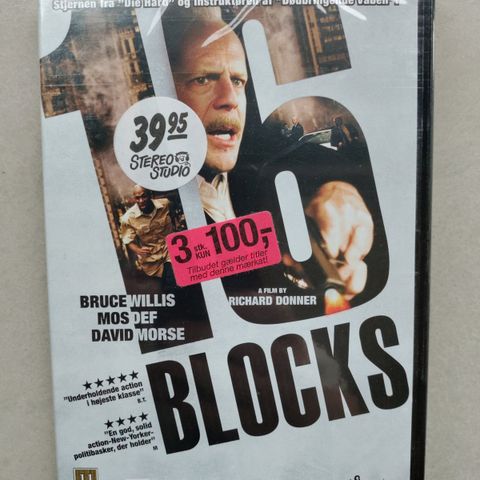 Stjernen fra "Die Hard" og instruktøren af "Dødbringende Våben 4"
16
39 95
STEREO
STUDIO
3 stk. KUN 100,-
Tilbudet gælder titler
med denne mærkat!
BRUCE WILLIS
MOS DEF
DAVID MORSE
A FILM BY
RICHARD DONNER
BLOCKS
★★★★★
"Underholdende action
i højeste klasse"
B.T.
★★★★
"En god, solid
action-New-Yorker-
politibasker, der holder"
M